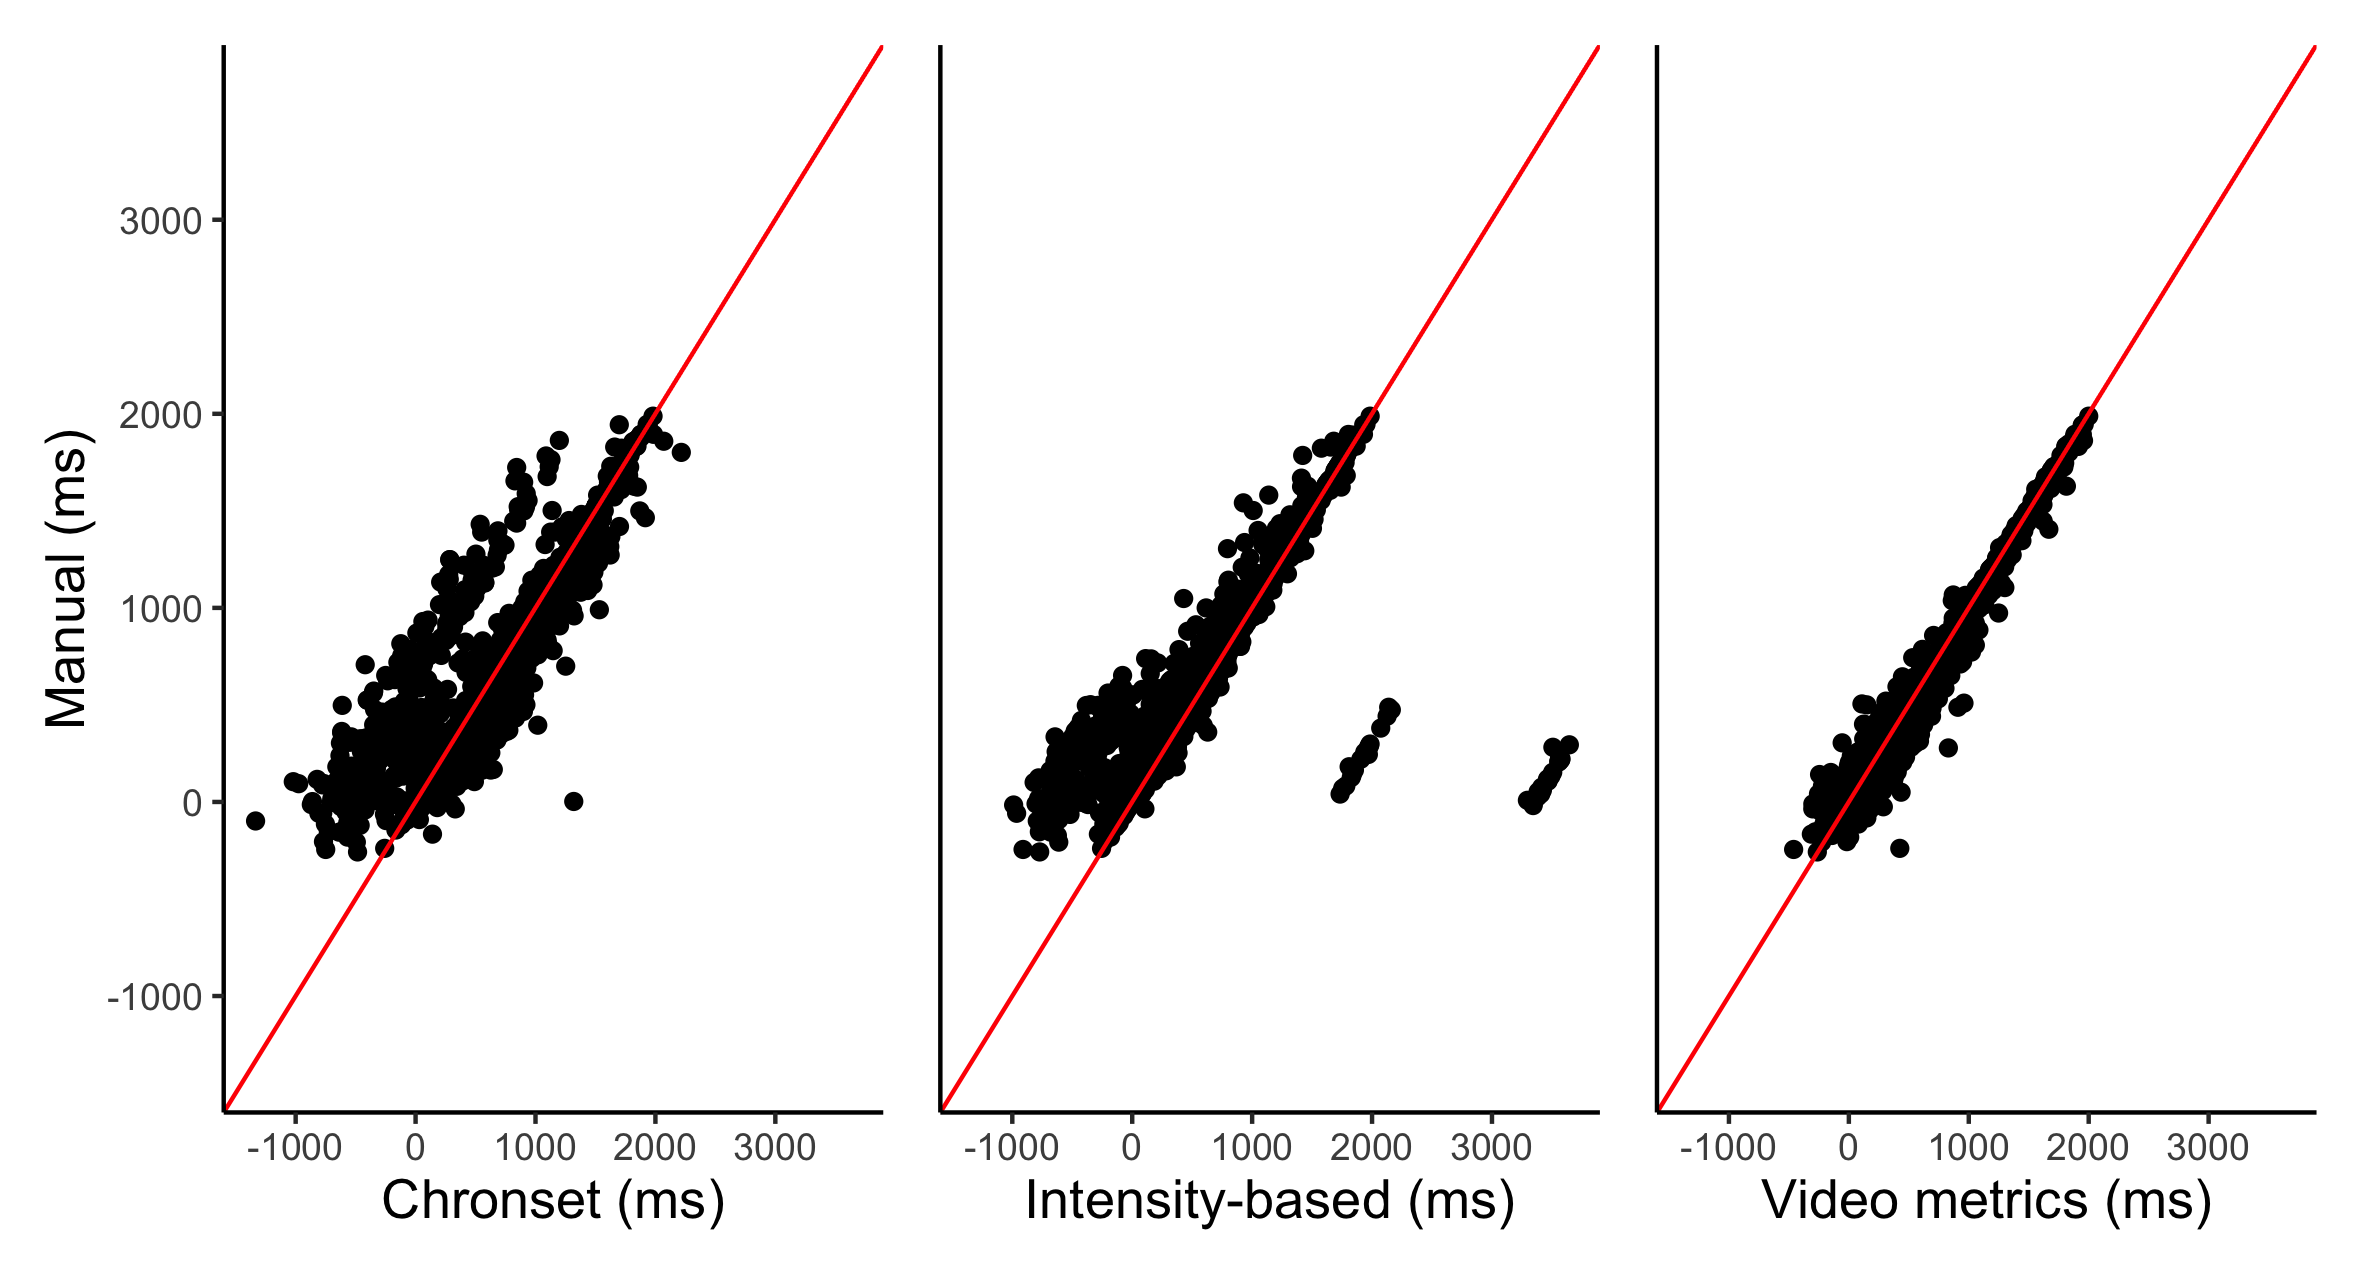 Manual (ms)
3000
2000
1000
0
-1000
-1000 0 1000 2000 3000
-1000 0 1000 2000 3000
-1000 0 1000 2000 3000
Chronset (ms)
Intensity-based (ms)
Video metrics (ms)